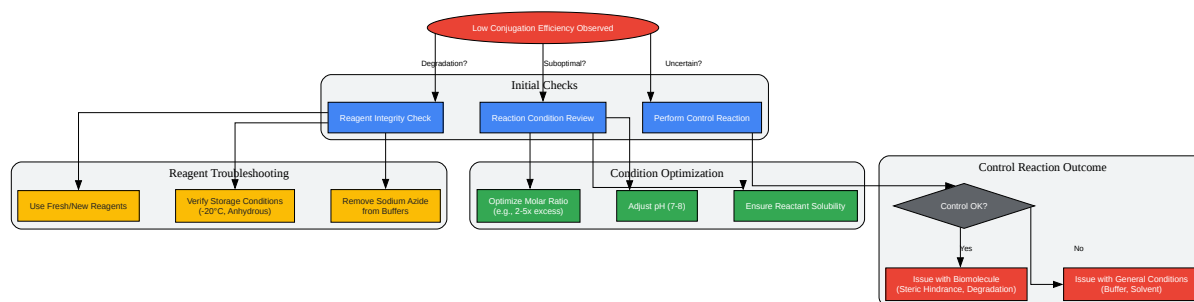 Low Conjugation Efficiency Observed
Degradation?
Suboptimal?
Uncertain?
Initial Checks
Reagent Integrity Check
Reaction Condition Review
Perform Control Reaction
Reagent Troubleshooting
Use Fresh/New Reagents
Verify Storage Conditions
(-20°C, Anhydrous)
Remove Sodium Azide
from Buffers
Condition Optimization
Optimize Molar Ratio
(e.g., 2-5x excess)
Adjust pH (7-8)
Ensure Reactant Solubility
Control Reaction Outcome
Control OK?
Yes
No
Issue with Biomolecule
(Steric Hindrance, Degradation)
Issue with General Conditions
(Buffer, Solvent)